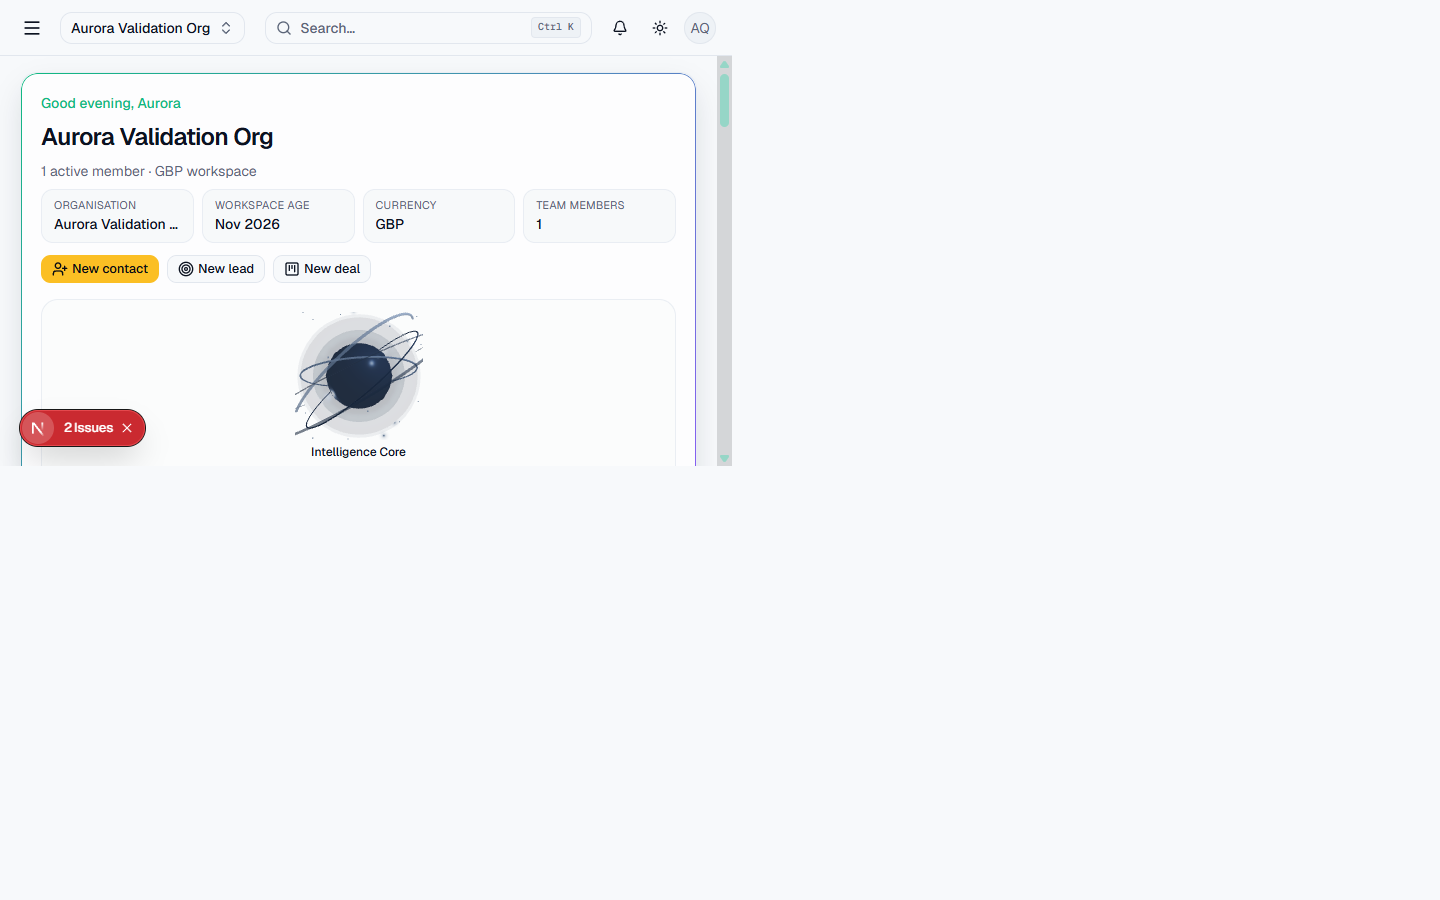 Aurora Validation Org
Search...
Ctrl K
AQ
Good evening, Aurora
Aurora Validation Org
1 active member · GBP workspace
ORGANISATION
Aurora Validation ...
WORKSPACE AGE
Nov 2026
CURRENCY
GBP
TEAM MEMBERS
1
New contact
New lead
New deal
Intelligence Core
N
2 Issues